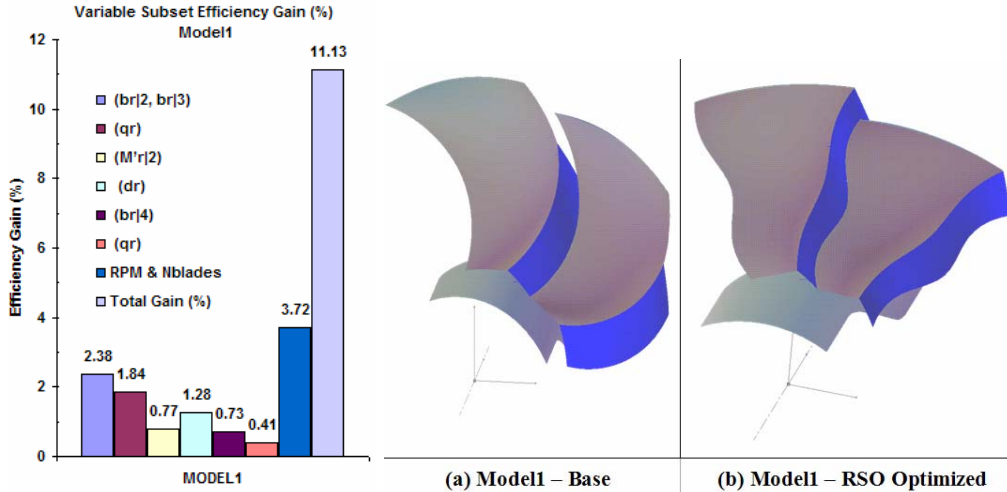 Variable Subset Efficiency Gain (%)
Model1
Efficiency Gain (%)
12
10
8
6
4
2
0
(br|2, br|3)
(qr)
(M'r|2)
(dr)
(br|4)
(qr)
RPM & Nblades
Total Gain (%)
2.38
1.84
0.77
1.28
0.73
0.41
3.72
11.13
MODEL1
(a) Model1 – Base
(b) Model1 – RSO Optimized